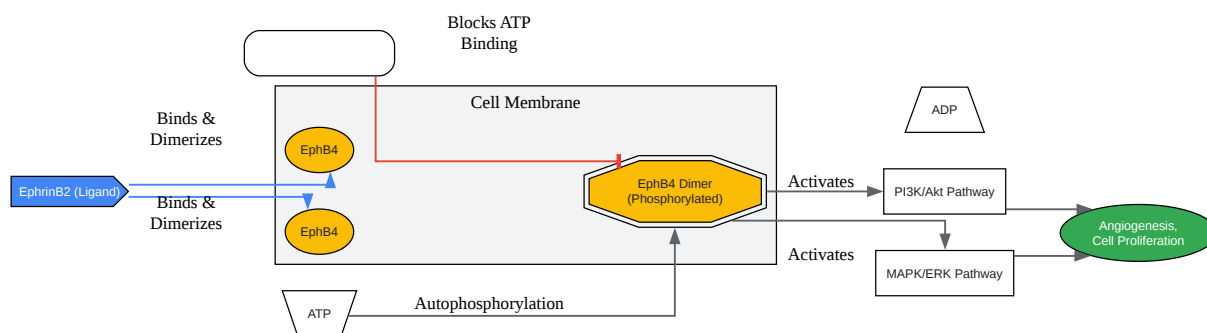 Blocks ATP
Binding
Cell Membrane
ADP
Binds &
Dimerizes
EphB4
EphrinB2 (Ligand)
EphB4 Dimer
(Phosphorylated)
Activates
PI3K/Akt Pathway
Binds &
Dimerizes
EphB4
Angiogenesis,
Cell Proliferation
Activates
MAPK/ERK Pathway
ATP
Autophosphorylation